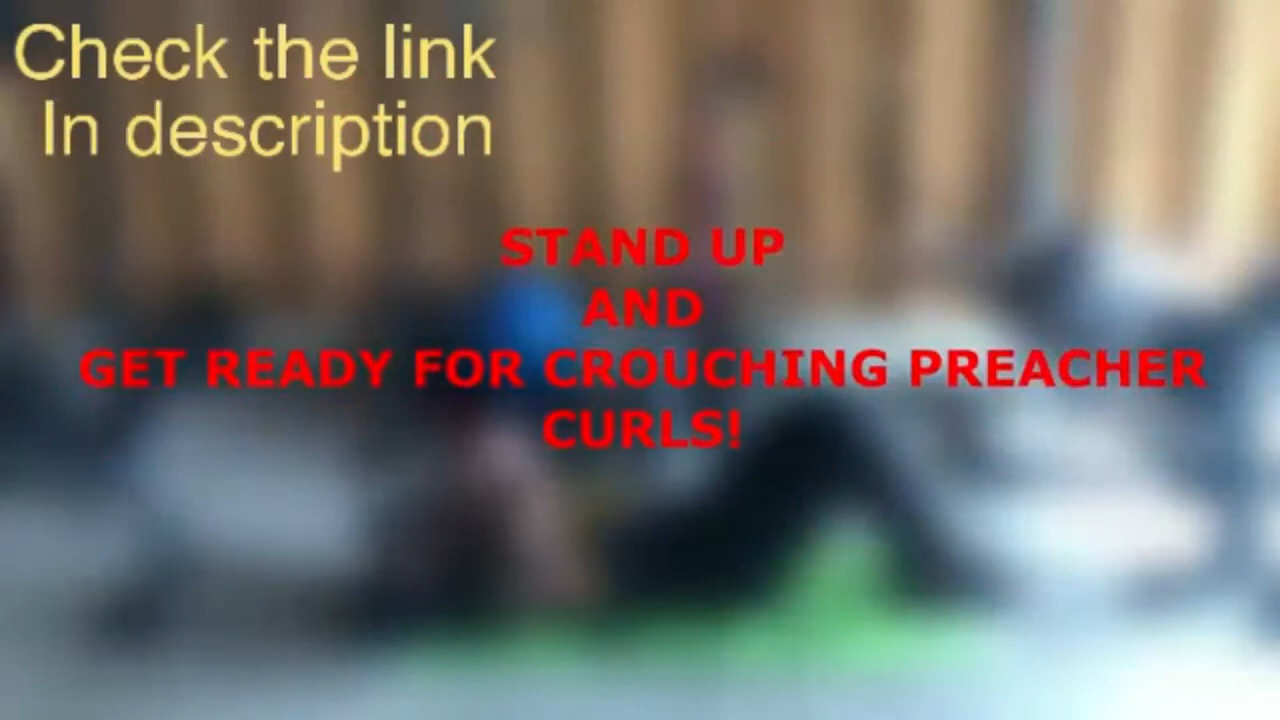 Check the link
In description
STAND UP
AND
GET READY FOR CROUCHING PREACHER
CURLS!